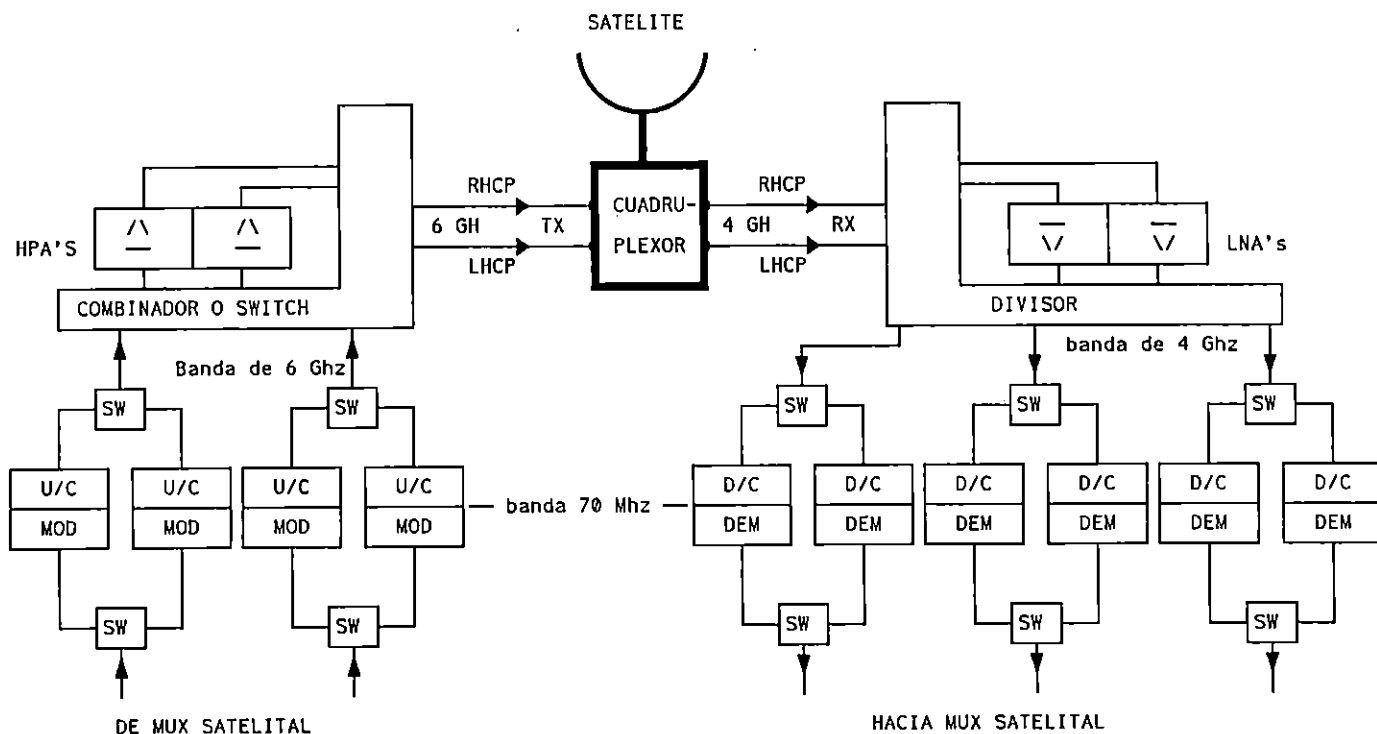 SATELITE
RHCP
RHCP
CUADRU-
6 GH
TX
4 GH
RX
PLEXOR
LHCP
LHCP
HPA'S
LNA's
COMBINADOR O SWITCH
DIVISOR
Banda de 6 Ghz
banda de 4 Ghz
SW
SW
SW
SW
SW
U/C
U/C
U/C
U/C
D/C
D/C
D/C
D/C
D/C
D/C
banda 70 Mhz
MOD
MOD
MOD
MOD
DEM
DEM
DEM
DEM
DEM
DEM
SW
SW
SW
SW
SW
DE MUX SATELITAL
HACIA MUX SATELITAL